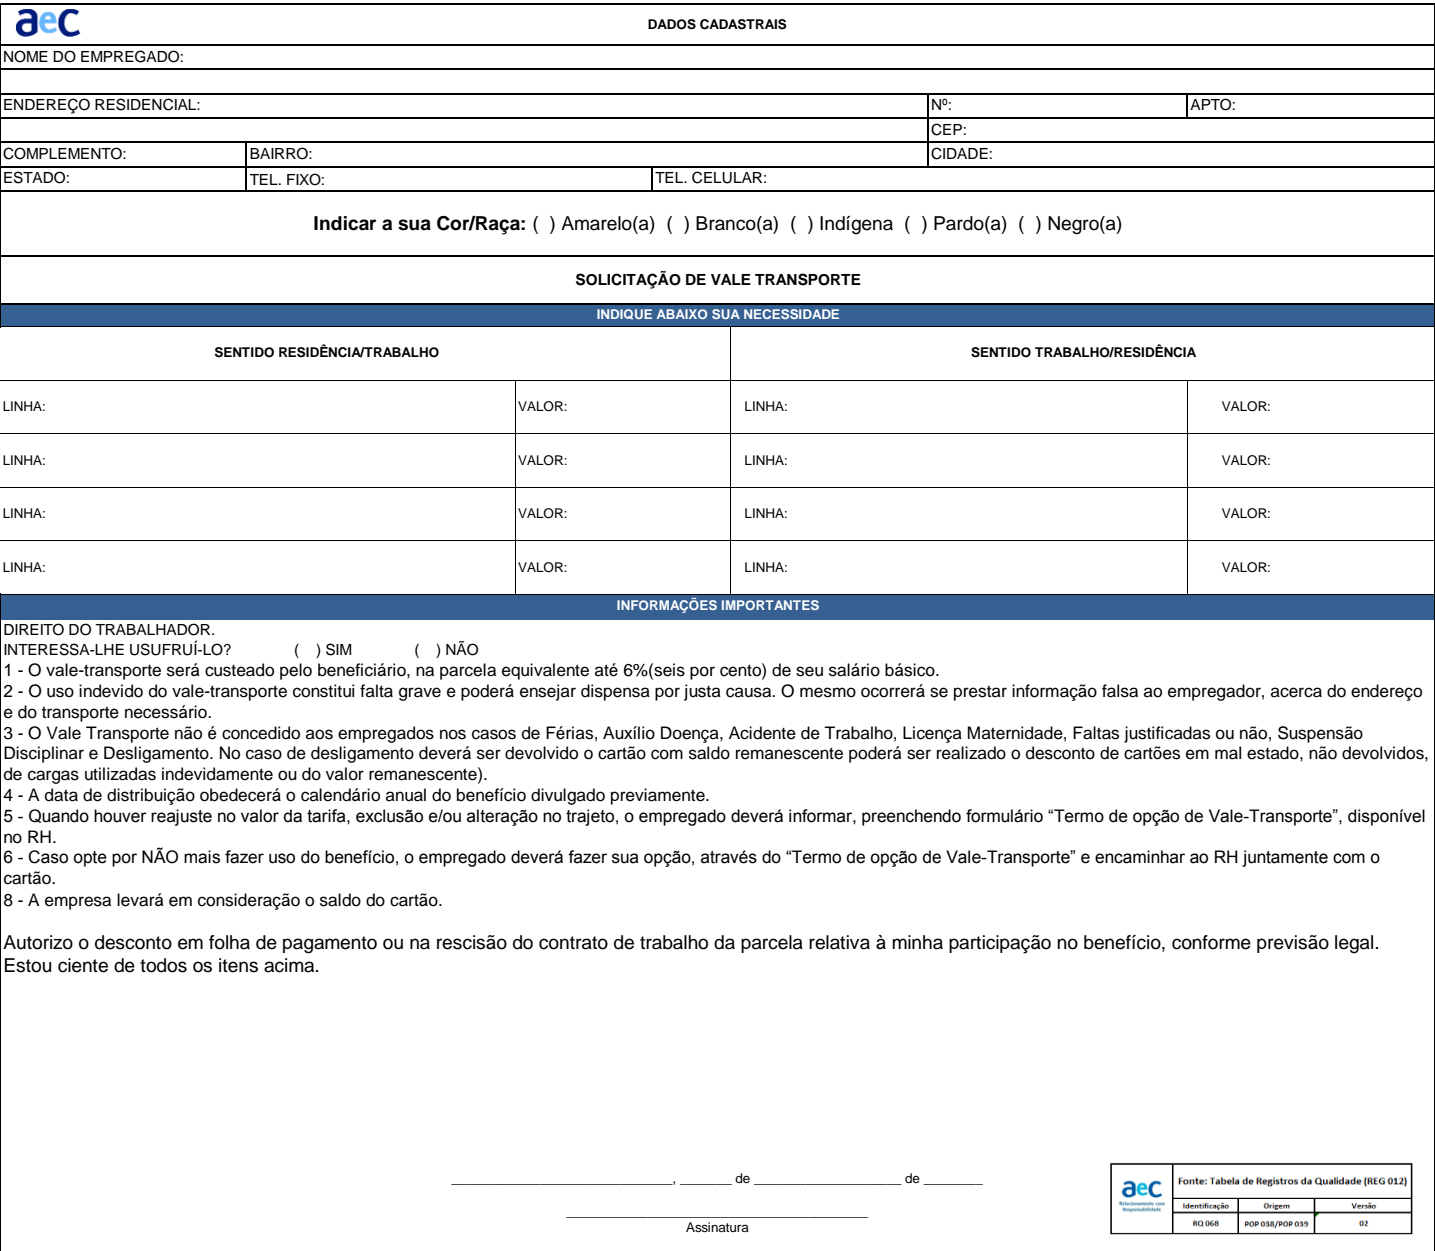 aeC
DADOS CADASTRAIS
NOME DO EMPREGADO:
ENDEREÇO RESIDENCIAL: Nº: APTO:
CEP:
COMPLEMENTO: BAIRRO: CIDADE:
ESTADO: TEL. FIXO: TEL. CELULAR:
Indicar a sua Cor/Raça: ( ) Amarelo(a) ( ) Branco(a) ( ) Indígena ( ) Pardo(a) ( ) Negro(a)
SOLICITAÇÃO DE VALE TRANSPORTE
INDIQUE ABAIXO SUA NECESSIDADE
SENTIDO RESIDÊNCIA/TRABALHO SENTIDO TRABALHO/RESIDÊNCIA
LINHA: VALOR: LINHA: VALOR:
LINHA: VALOR: LINHA: VALOR:
LINHA: VALOR: LINHA: VALOR:
LINHA: VALOR: LINHA: VALOR:
INFORMAÇÕES IMPORTANTES
DIREITO DO TRABALHADOR.
INTERESSA-LHE USUFRUÍ-LO? ( ) SIM ( ) NÃO
1 - O vale-transporte será custeado pelo beneficiário, na parcela equivalente até 6%(seis por cento) de seu salário básico.
2 - O uso indevido do vale-transporte constitui falta grave e poderá ensejar dispensa por justa causa. O mesmo ocorrerá se prestar informação falsa ao empregador, acerca do endereço
e do transporte necessário.
3 - O Vale Transporte não é concedido aos empregados nos casos de Férias, Auxílio Doença, Acidente de Trabalho, Licença Maternidade, Faltas justificadas ou não, Suspensão
Disciplinar e Desligamento. No caso de desligamento deverá ser devolvido o cartão com saldo remanescente poderá ser realizado o desconto de cartões em mal estado, não devolvidos,
de cargas utilizadas indevidamente ou do valor remanescente).
4 - A data de distribuição obedecerá o calendário anual do benefício divulgado previamente.
5 - Quando houver reajuste no valor da tarifa, exclusão e/ou alteração no trajeto, o empregado deverá informar, preenchendo formulário “Termo de opção de Vale-Transporte”, disponível
no RH.
6 - Caso opte por NÃO mais fazer uso do benefício, o empregado deverá fazer sua opção, através do “Termo de opção de Vale-Transporte” e encaminhar ao RH juntamente com o
cartão.
8 - A empresa levará em consideração o saldo do cartão.
Autorizo o desconto em folha de pagamento ou na rescisão do contrato de trabalho da parcela relativa à minha participação no benefício, conforme previsão legal.
Estou ciente de todos os itens acima.
______________________________, _______ de ____________________ de ________
_________________________________________
Assinatura
aeC
Relacionamento com
Responsabilidade
Fonte: Tabela de Registros da Qualidade (REG 012)
Identificação Origem Versão
RQ 068 POP 038/POP 039 02